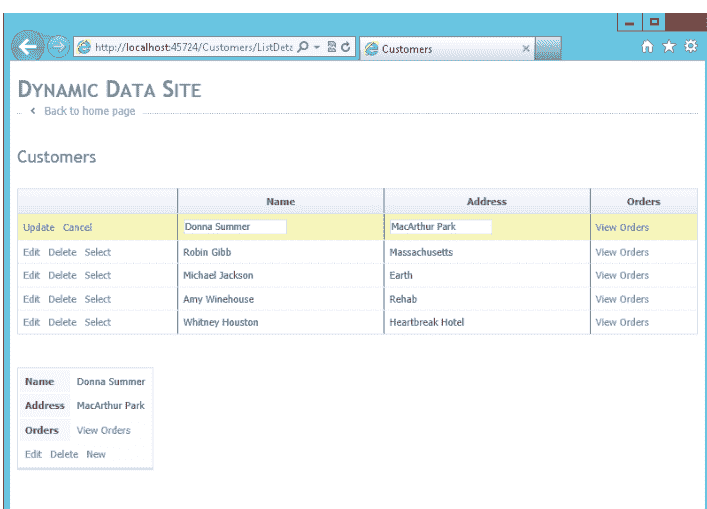 http://localhost:45724/Customers/ListDeta
Customers
DYNAMIC DATA SITE
Back to home page
Customers
Name Address Orders
Update Cancel Donna Summer MacArthur Park View Orders
Edit Delete Select Robin Gibb Massachusetts View Orders
Edit Delete Select Michael Jackson Earth View Orders
Edit Delete Select Amy Winehouse Rehab View Orders
Edit Delete Select Whitney Houston Heartbreak Hotel View Orders
Name Donna Summer
Address MacArthur Park
Orders View Orders
Edit Delete New